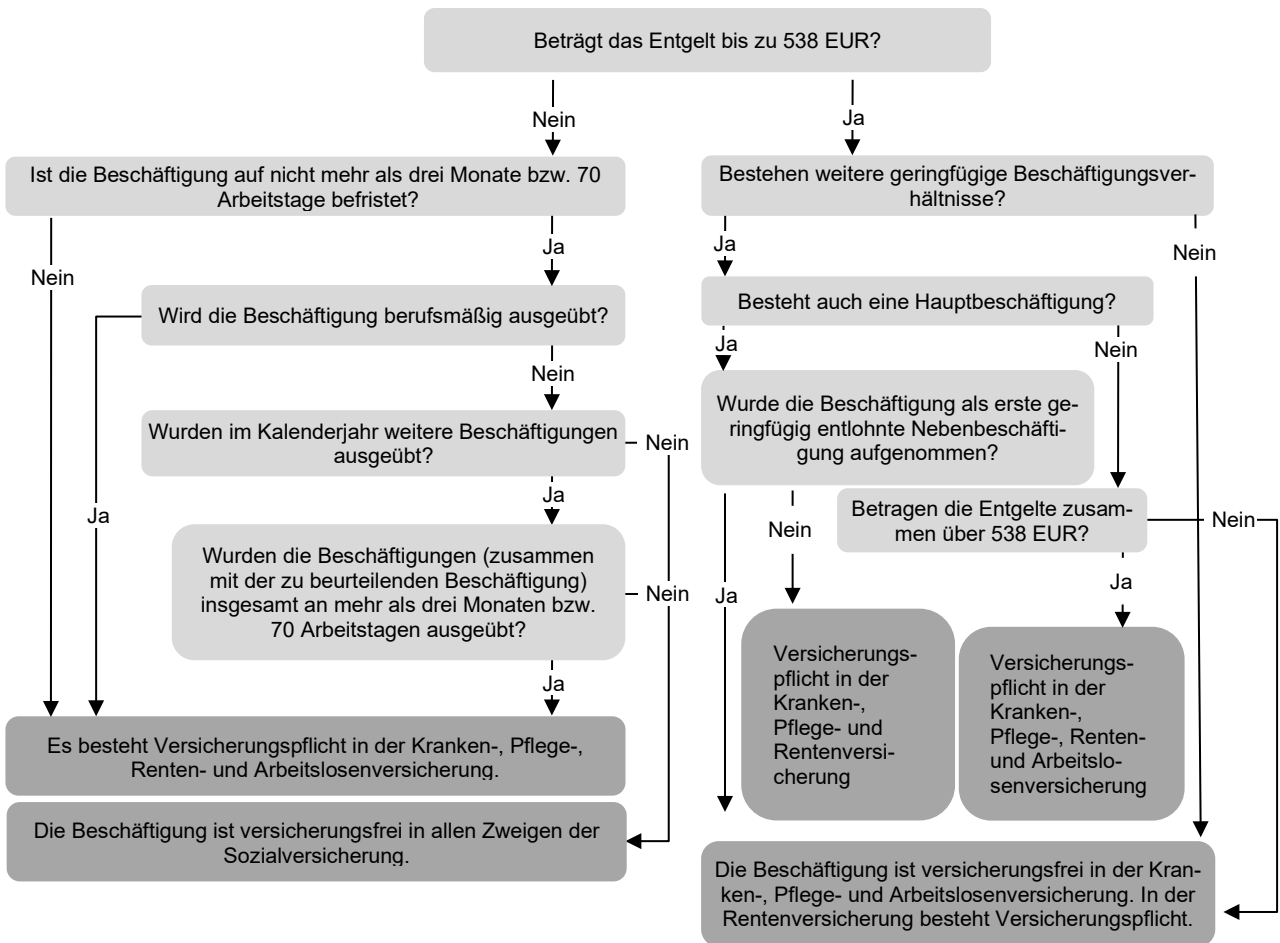 Beträgt das Entgelt bis zu 538 EUR?
Nein
Ja
Ist die Beschäftigung auf nicht mehr als drei Monate bzw. 70
Arbeitstage befristet?
Bestehen weitere geringfügige Beschäftigungsver-
hältnisse?
Nein
Ja
Ja
Nein
Wird die Beschäftigung berufsmäßig ausgeübt?
Besteht auch eine Hauptbeschäftigung?
Ja
Nein
Ja
Nein
Wurden im Kalenderjahr weitere Beschäftigungen
ausgeübt?
Nein
Ja
Wurde die Beschäftigung als erste ge-
ringfügig entlohnte Nebenbeschäfti-
gung aufgenommen?
Ja
Nein
Betragen die Entgelte zusam-
men über 538 EUR?
Nein
Ja
Wurden die Beschäftigungen (zusammen
mit der zu beurteilenden Beschäftigung)
insgesamt an mehr als drei Monaten bzw.
70 Arbeitstagen ausgeübt?
Nein
Ja
Versicherungs-
pflicht in der
Kranken-,
Pflege- und
Rentenversi-
cherung
Versicherungs-
pflicht in der
Kranken-,
Pflege-, Renten-
und Arbeitslo-
senversicherung
Es besteht Versicherungspflicht in der Kranken-, Pflege-,
Renten- und Arbeitslosenversicherung.
Die Beschäftigung ist versicherungsfrei in allen Zweigen der
Sozialversicherung.
Die Beschäftigung ist versicherungsfrei in der Kran-
ken-, Pflege- und Arbeitslosenversicherung. In der
Rentenversicherung besteht Versicherungspflicht.